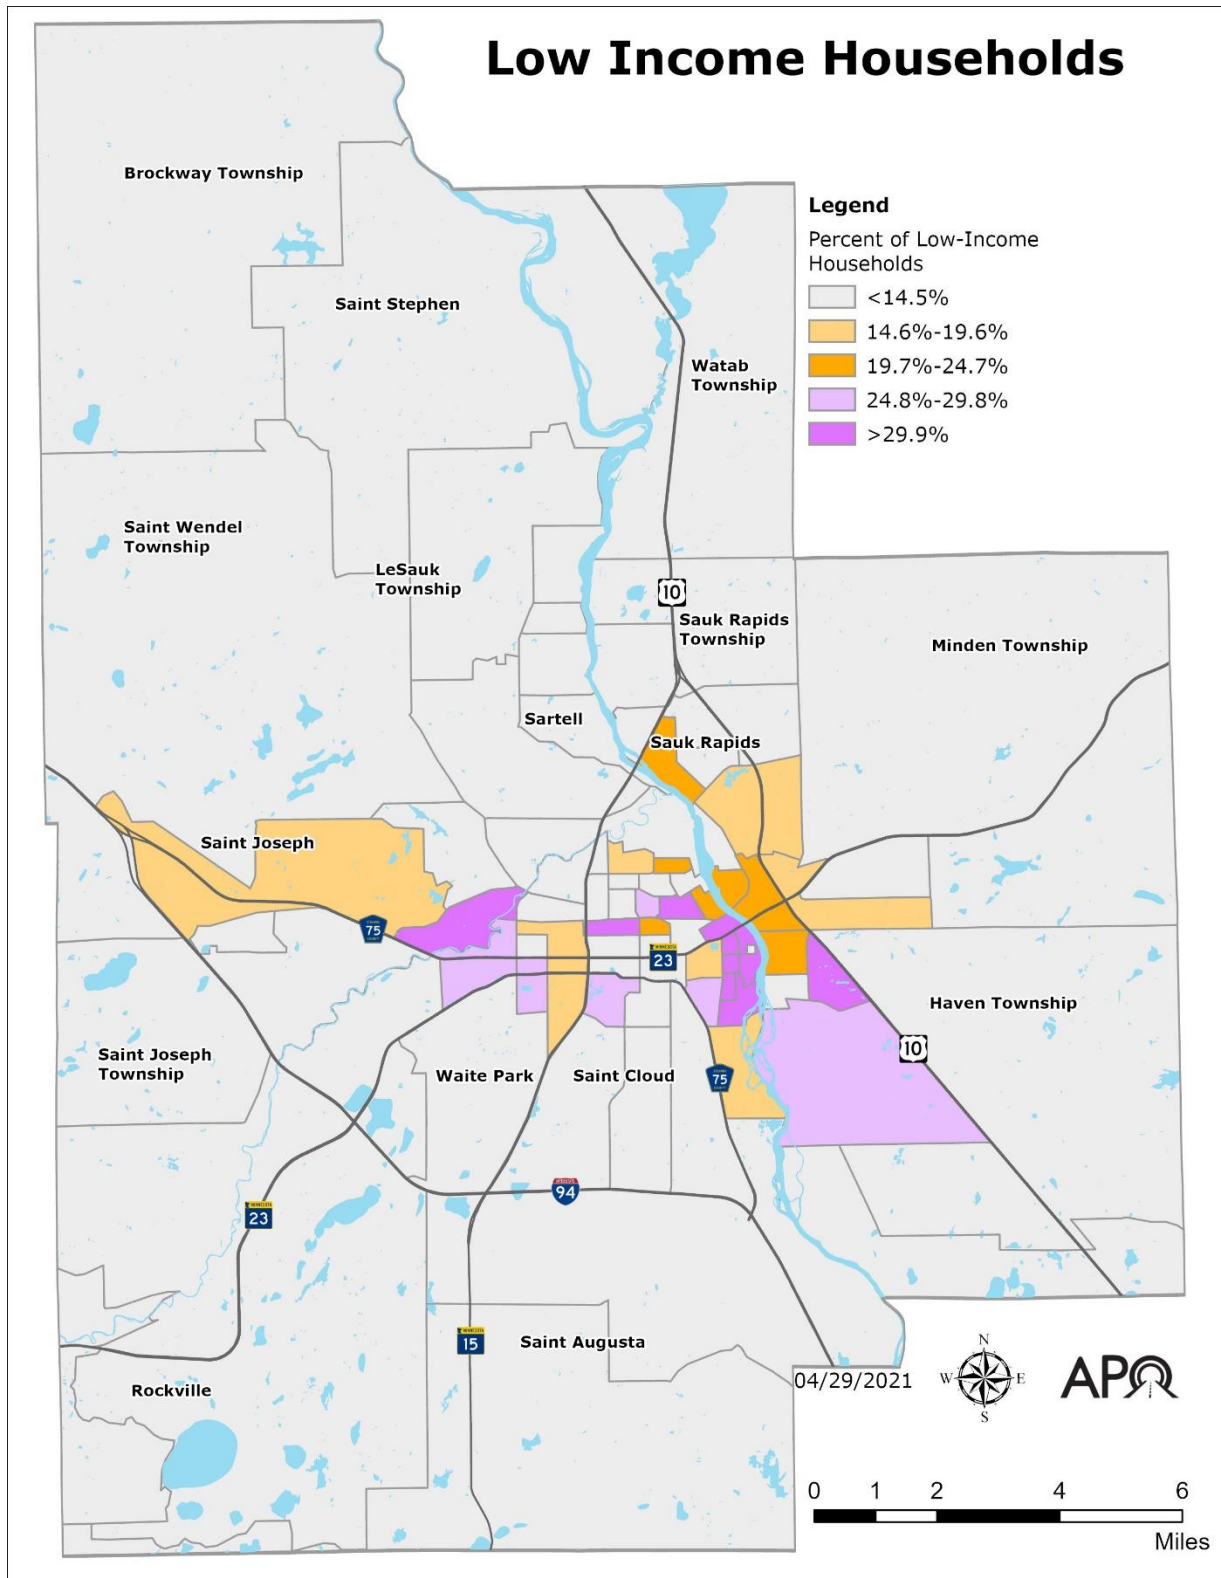 Low Income Households
Brockway Township
Legend
Percent of Low-Income
Households
<14.5%
14.6%-19.6%
19.7%-24.7%
24.8%-29.8%
>29.9%
Saint Stephen
Watab
Township
Saint Wendel
Township
LeSauk
Township
10
Sauk Rapids
Township
Minden Township
Sartell
Sauk Rapids
Saint Joseph
75
23
Haven Township
10
Saint Joseph
Township
Waite Park
Saint Cloud
75
94
23
15
Saint Augusta
Rockville
04/29/2021
N
W
E
S
APO
0 1 2 4 6
Miles